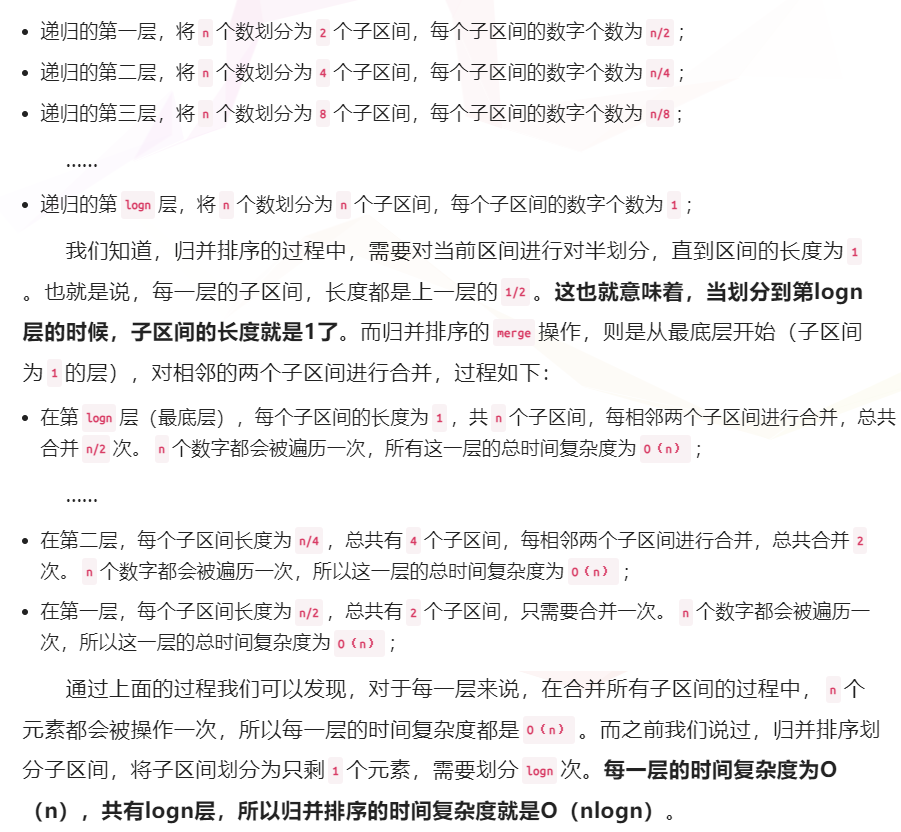 • 递归的第一层，将 n 个数划分为 2 个子区间，每个子区间的数字个数为 n/2；
• 递归的第二层，将 n 个数划分为 4 个子区间，每个子区间的数字个数为 n/4；
• 递归的第三层，将 n 个数划分为 8 个子区间，每个子区间的数字个数为 n/8；
……
• 递归的第 logn 层，将 n 个数划分为 n 个子区间，每个子区间的数字个数为 1；
我们知道，归并排序的过程中，需要对当前区间进行对半划分，直到区间的长度为 1
。也就是说，每一层的子区间，长度都是上一层的 1/2。这也就意味着，当划分到第logn
层的时候，子区间的长度就是1了。而归并排序的 merge 操作，则是从最底层开始（子区间
为 1 的层），对相邻的两个子区间进行合并，过程如下：
• 在第 logn 层（最底层），每个子区间的长度为 1，共 n 个子区间，每相邻两个子区间进行合并，总共
合并 n/2 次。 n 个数字都会被遍历一次，所有这一层的总时间复杂度为 O（n）；
……
• 在第二层，每个子区间长度为 n/4，总共有 4 个子区间，每相邻两个子区间进行合并，总共合并 2
次。 n 个数字都会被遍历一次，所以这一层的总时间复杂度为 O（n）；
• 在第一层，每个子区间长度为 n/2，总共有 2 个子区间，只需要合并一次。 n 个数字都会被遍历一
次，所以这一层的总时间复杂度为 O（n）；
通过上面的过程我们可以发现，对于每一层来说，在合并所有子区间的过程中， n 个
元素都会被操作一次，所以每一层的时间复杂度都是 O（n）。而之前我们说过，归并排序划
分子区间，将子区间划分为只剩 1 个元素，需要划分 logn 次。每一层的时间复杂度为O
（n），共有logn层，所以归并排序的时间复杂度就是O（nlogn）。